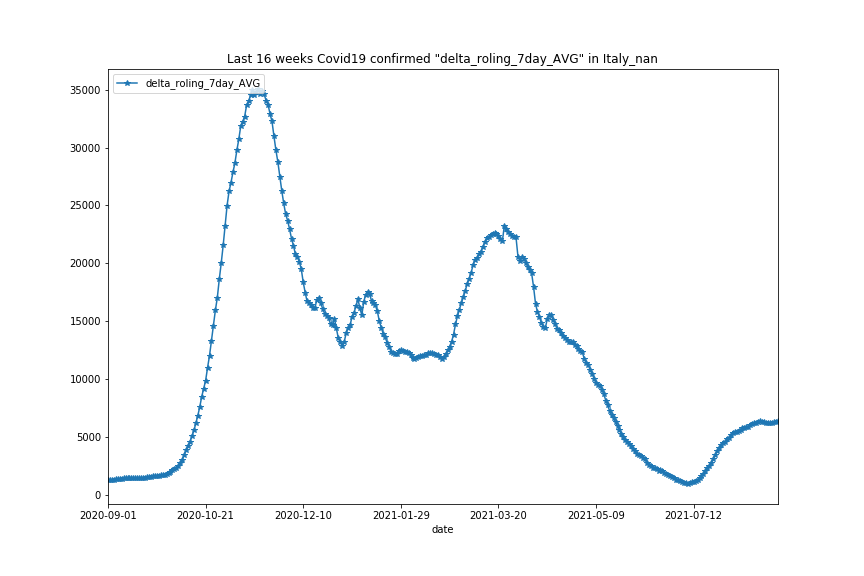 Last 16 weeks Covid19 confirmed "delta_roling_7day_AVG" in Italy_nan
delta_roling_7day_AVG
35000
30000
25000
20000
15000
10000
5000
0
2020-09-01 2020-10-21 2020-12-10 2021-01-29 2021-03-20 2021-05-09 2021-07-12
date